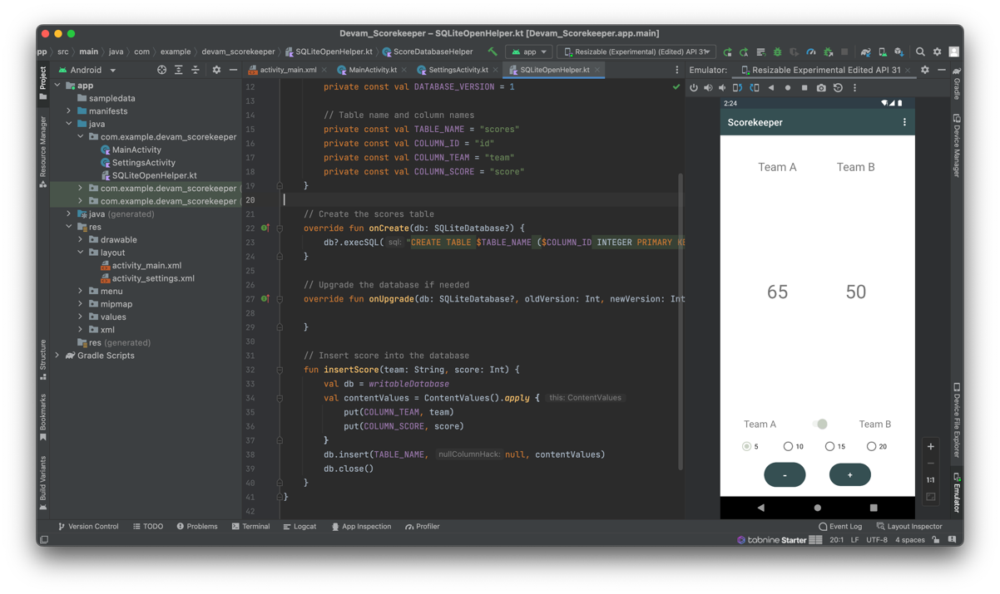 Devam_Scorekeeper – SQLiteOpenHelper.kt [Devam_Scorekeeper.app.main]
pp 〉 src 〉 main 〉 java 〉 com 〉 example 〉 devam_scorekeeper 〉 SQLiteOpenHelper.kt 〉 ScoreDatabaseHelper
app
Resizable (Experimental) (Edited) API 31
Project
Resource Manager
Structure
Bookmarks
Build Variants
Android
app
sampledata
manifests
java
com.example.devam_scorekeeper
MainActivity
SettingsActivity
SQLiteOpenHelper.kt
com.example.devam_scorekeeper
com.example.devam_scorekeeper
java (generated)
res
drawable
layout
activity_main.xml
activity_settings.xml
menu
mipmap
values
xml
res (generated)
Gradle Scripts
activity_main.xml
MainActivity.kt
SettingsActivity.kt
SQLiteOpenHelper.kt
12 private const val DATABASE_VERSION = 1
13
14 // Table name and column names
15 private const val TABLE_NAME = "scores"
16 private const val COLUMN_ID = "id"
17 private const val COLUMN_TEAM = "team"
18 private const val COLUMN_SCORE = "score"
19 }
20
21 // Create the scores table
22 override fun onCreate(db: SQLiteDatabase?) {
23 db?.execSQL( sql: "CREATE TABLE $TABLE_NAME ($COLUMN_ID INTEGER PRIMARY KE
24 }
25
26 // Upgrade the database if needed
27 override fun onUpgrade(db: SQLiteDatabase?, oldVersion: Int, newVersion: Int
28
29 }
30
31 // Insert score into the database
32 fun insertScore(team: String, score: Int) {
33 val db = writableDatabase
34 val contentValues = ContentValues().apply { this: ContentValues
35 put(COLUMN_TEAM, team)
36 put(COLUMN_SCORE, score)
37 }
38 db.insert(TABLE_NAME, nullColumnHack: null, contentValues)
39 db.close()
40 }
41 }
42
Emulator:
Resizable Experimental Edited API 31
2:24
Scorekeeper
Team A Team B
65 50
Team A Team B
5 10 15 20
- +
1:1
Gradle
Device Manager
Device File Explorer
Emulator
Version Control
TODO
Problems
Terminal
Logcat
App Inspection
Profiler
Event Log
Layout Inspector
tabnine Starter
20:1 LF UTF-8 4 spaces